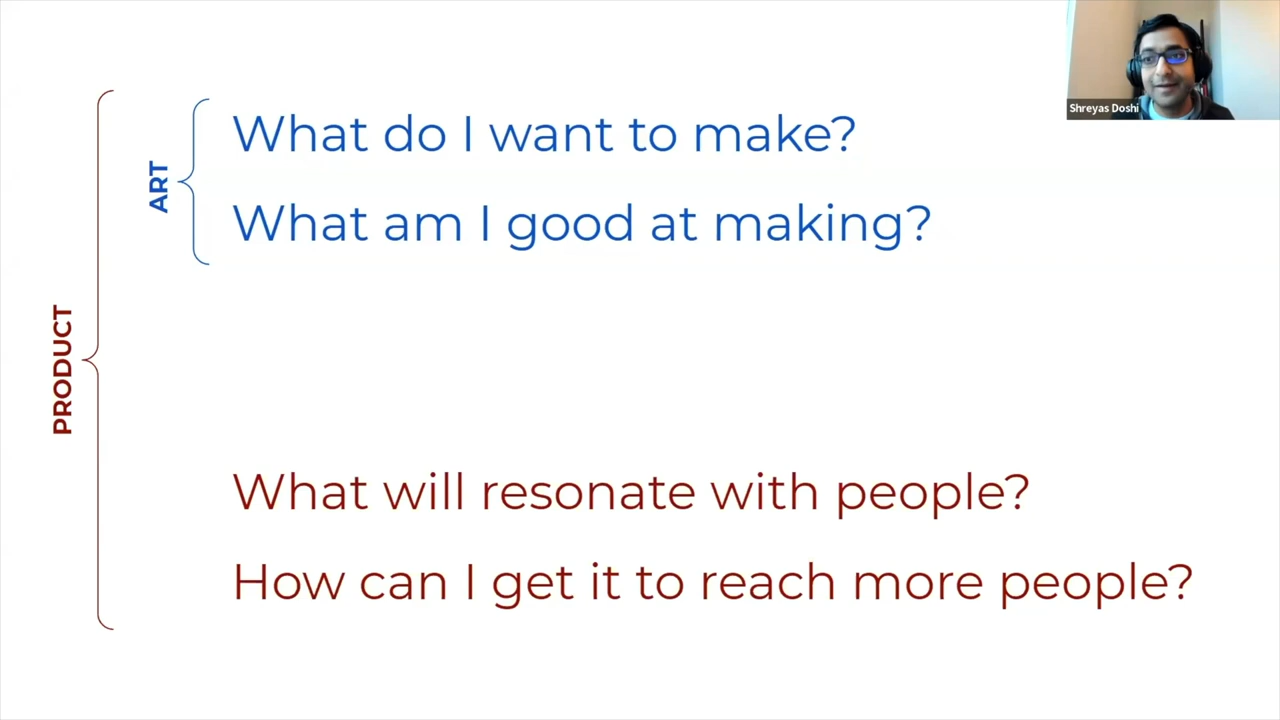 What do I want to make?
What am I good at making?
ART
PRODUCT
What will resonate with people?
How can I get it to reach more people?
Shreyas Doshi